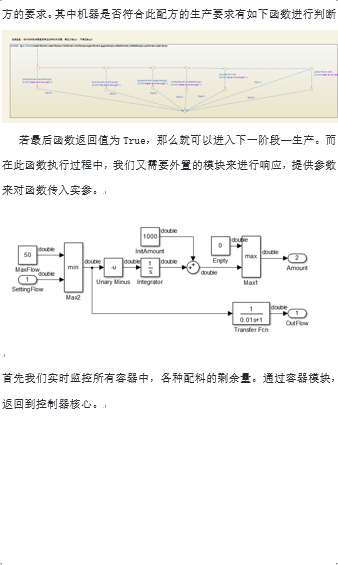 方的要求。其中机器是否符合此配方的生产要求有如下函数进行判断
若最后函数返回值为True，那么就可以进入下一阶段—生产。而
在此函数执行过程中，我们又需要外置的模块来进行响应，提供参数
来对函数传入实参。
double
1000
IntAmount
0
Enpty
double
double
max
Max1
double
2
Amount
50
MaxFlow
double
1
SettingFlow
double
min
Max2
double
-u
Unary Minus
double
1
s
Integrator
double
double
1
0.01s+1
Transfer Fcn
double
1
OutFlow
首先我们实时监控所有容器中，各种配料的剩余量。通过容器模块，
返回到控制器核心。